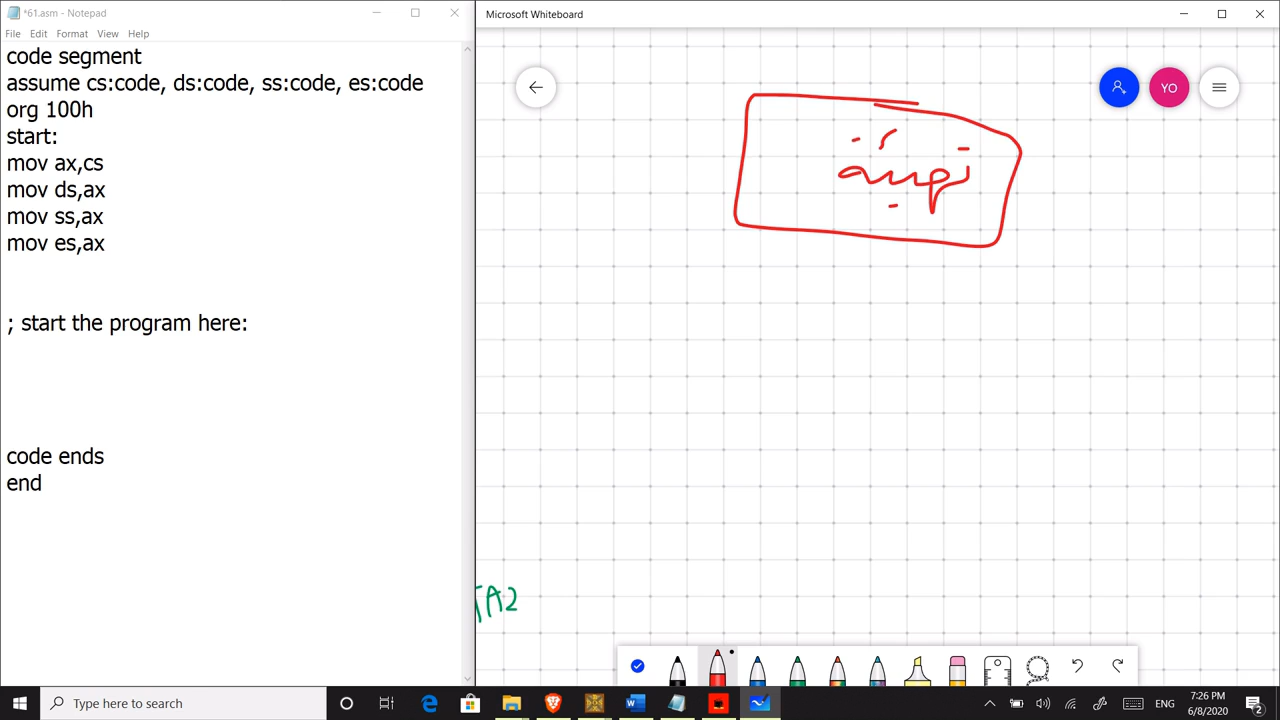 *61.asm - Notepad
File Edit Format View Help
code segment
assume cs:code, ds:code, ss:code, es:code
org 100h
start:
mov ax,cs
mov ds,ax
mov ss,ax
mov es,ax
; start the program here:
code ends
end
Microsoft Whiteboard
YO
TA2
Type here to search
ENG
7:26 PM
6/8/2020
2